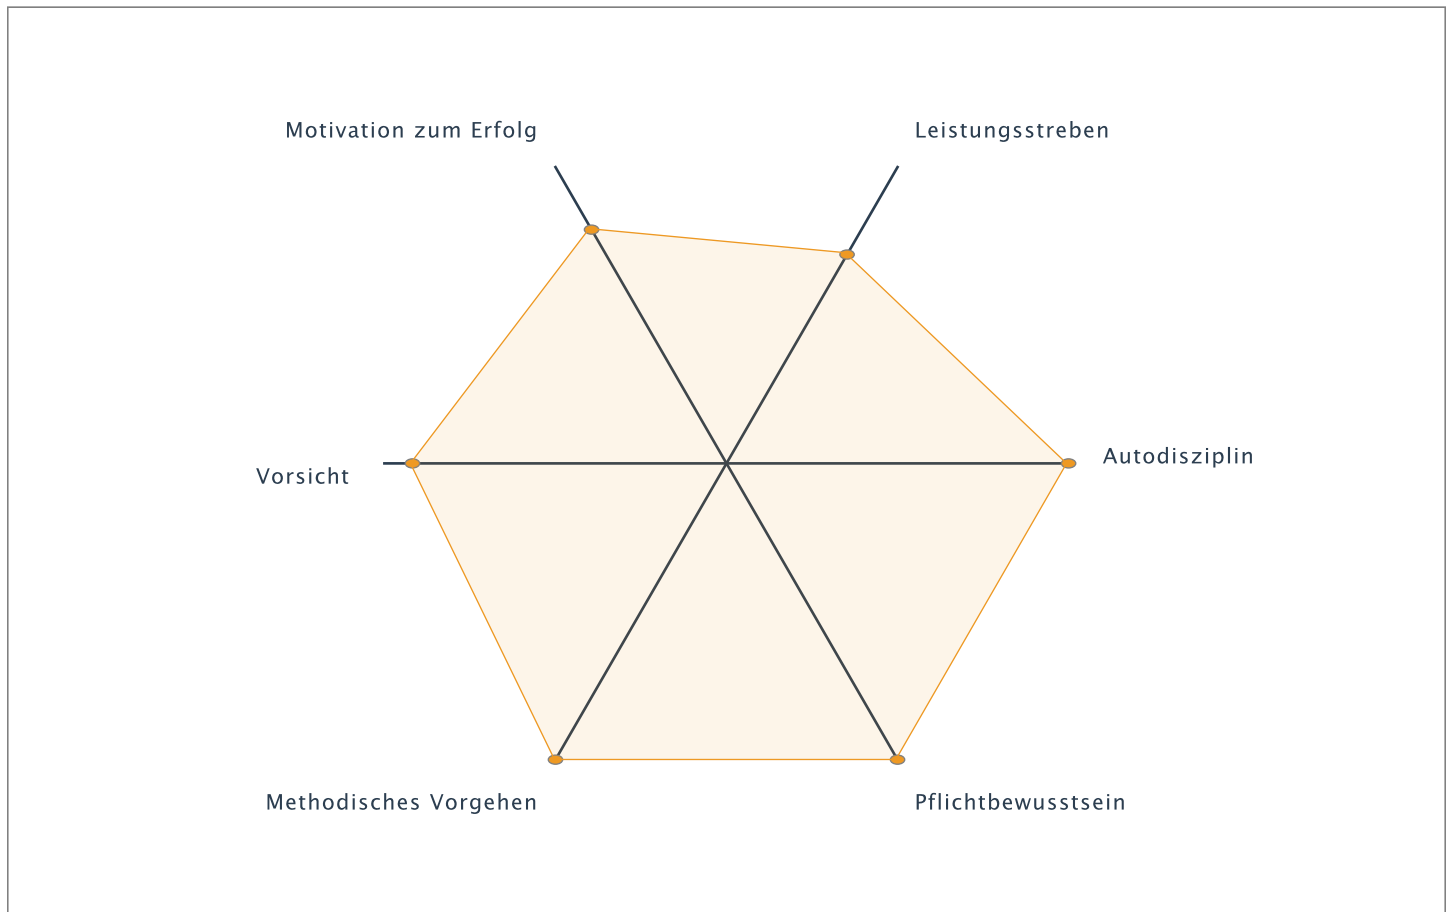 Motivation zum Erfolg
Leistungsstreben
Autodisziplin
Vorsicht
Methodisches Vorgehen
Pflichtbewusstsein